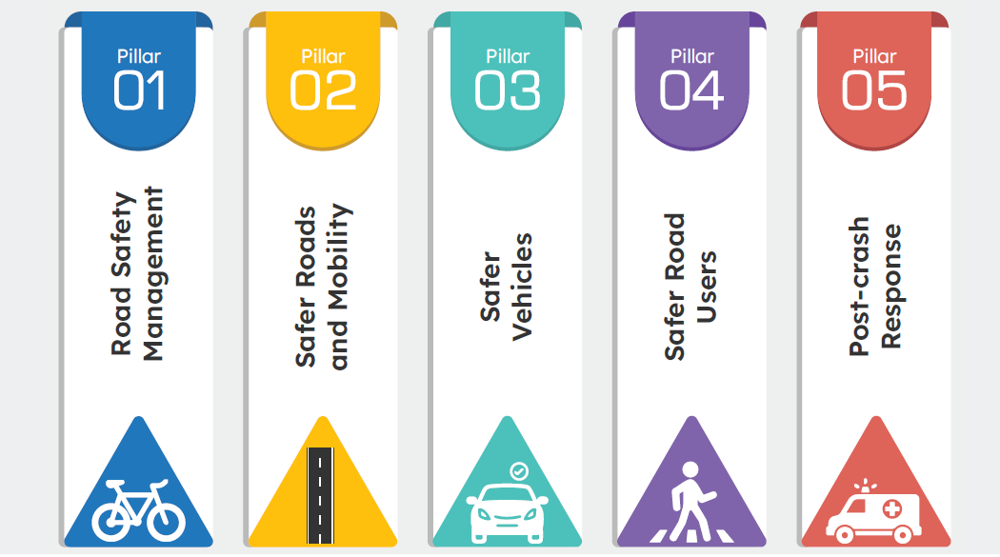 Pillar
01
Road Safety
Management
Pillar
02
Safer Roads
and Mobility
Pillar
03
Safer
Vehicles
Pillar
04
Safer Road
Users
Pillar
05
Post-crash
Response